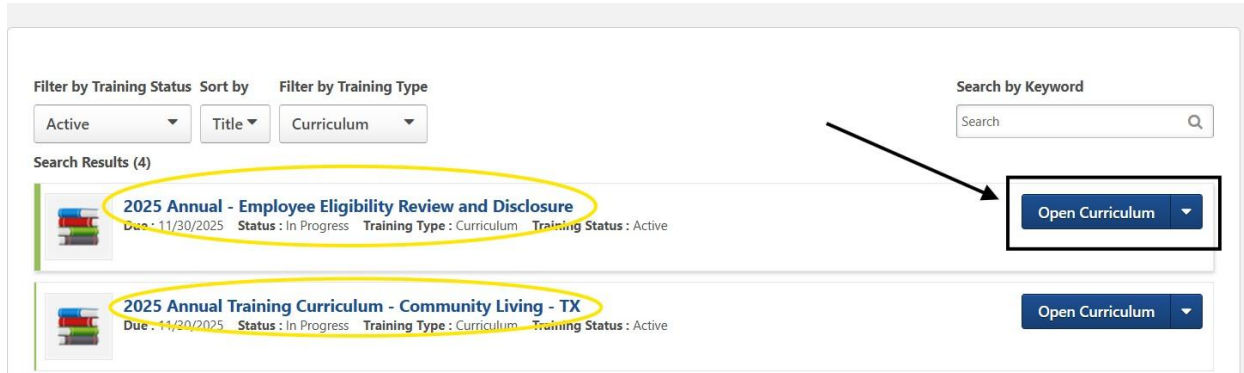 Filter by Training Status Sort by Filter by Training Type Search by Keyword
Active Title Curriculum Search
Search Results (4)
2025 Annual - Employee Eligibility Review and Disclosure
Due : 11/30/2025 Status : In Progress Training Type : Curriculum Training Status : Active
Open Curriculum
2025 Annual Training Curriculum - Community Living - TX
Due : 11/30/2025 Status : In Progress Training Type : Curriculum Training Status : Active
Open Curriculum